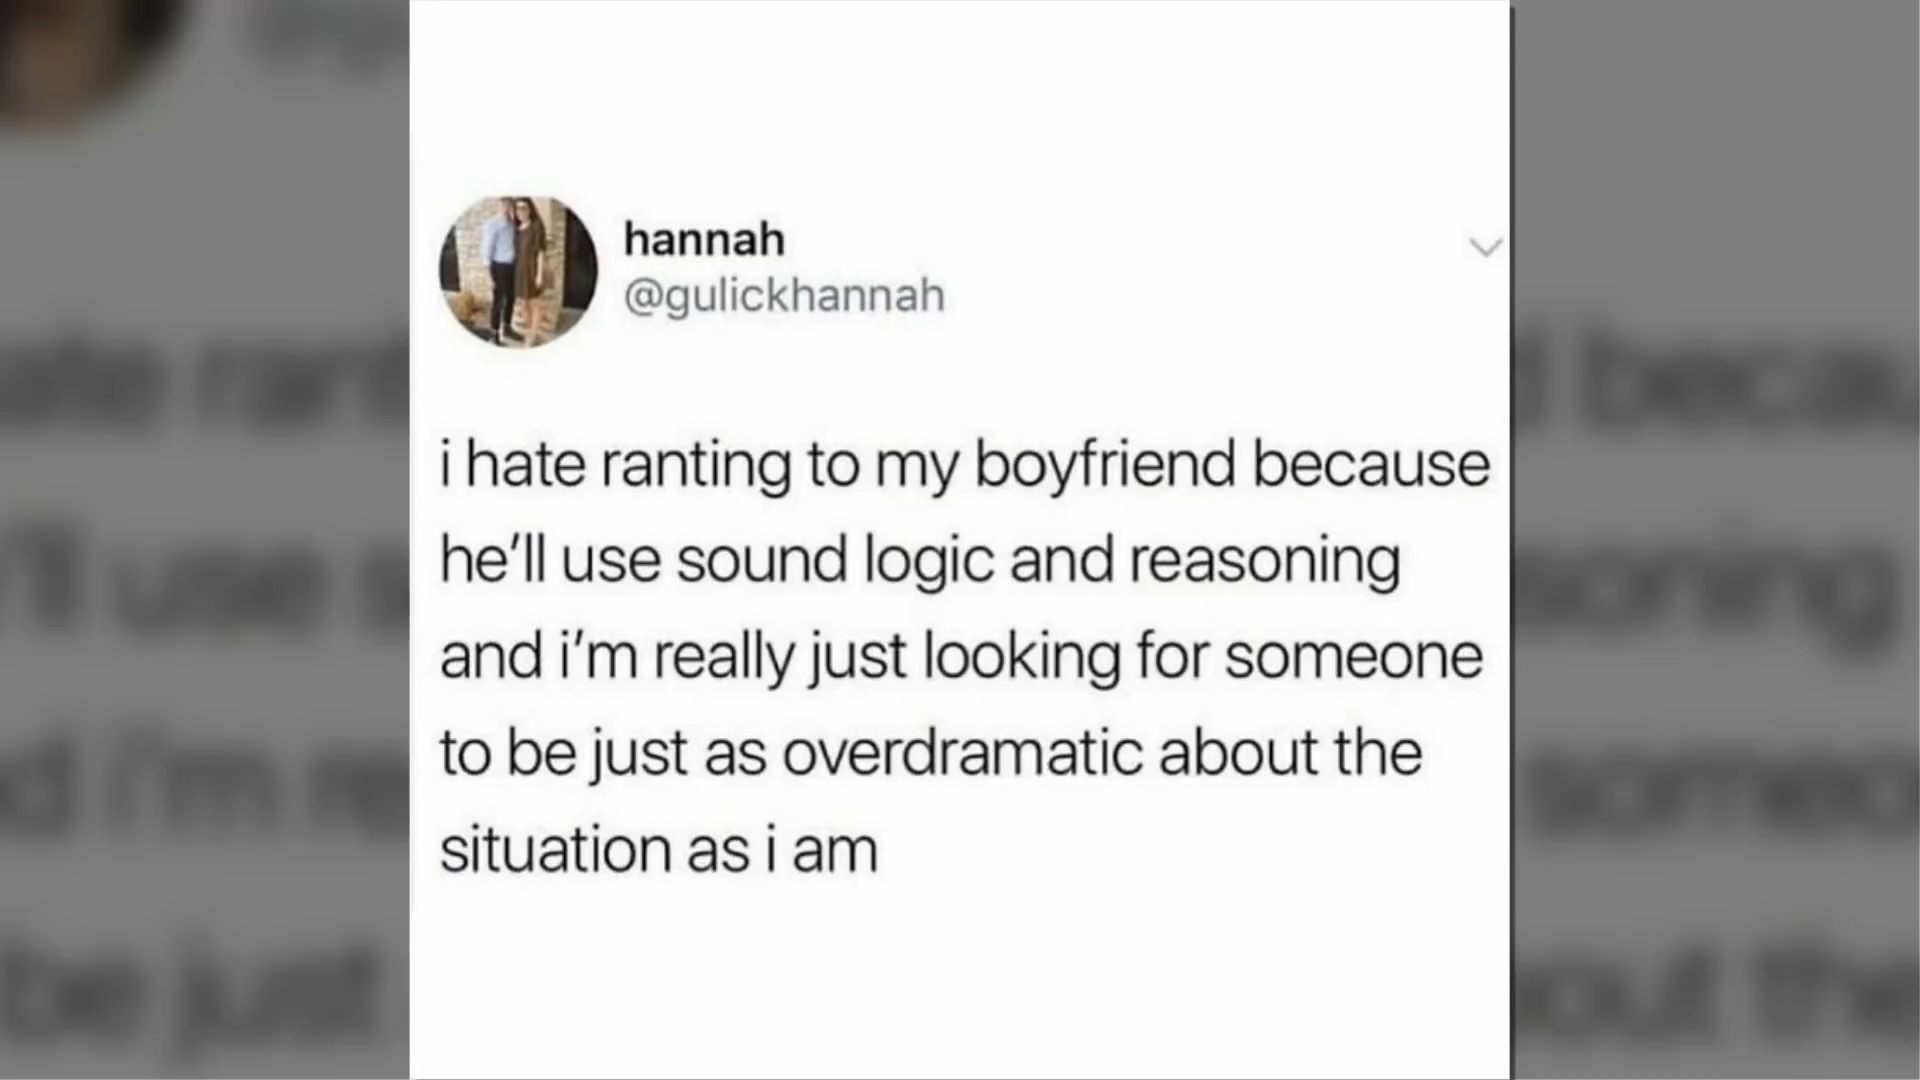 hannah
@gulickhannah
i hate ranting to my boyfriend because
he'll use sound logic and reasoning
and i'm really just looking for someone
to be just as overdramatic about the
situation as i am